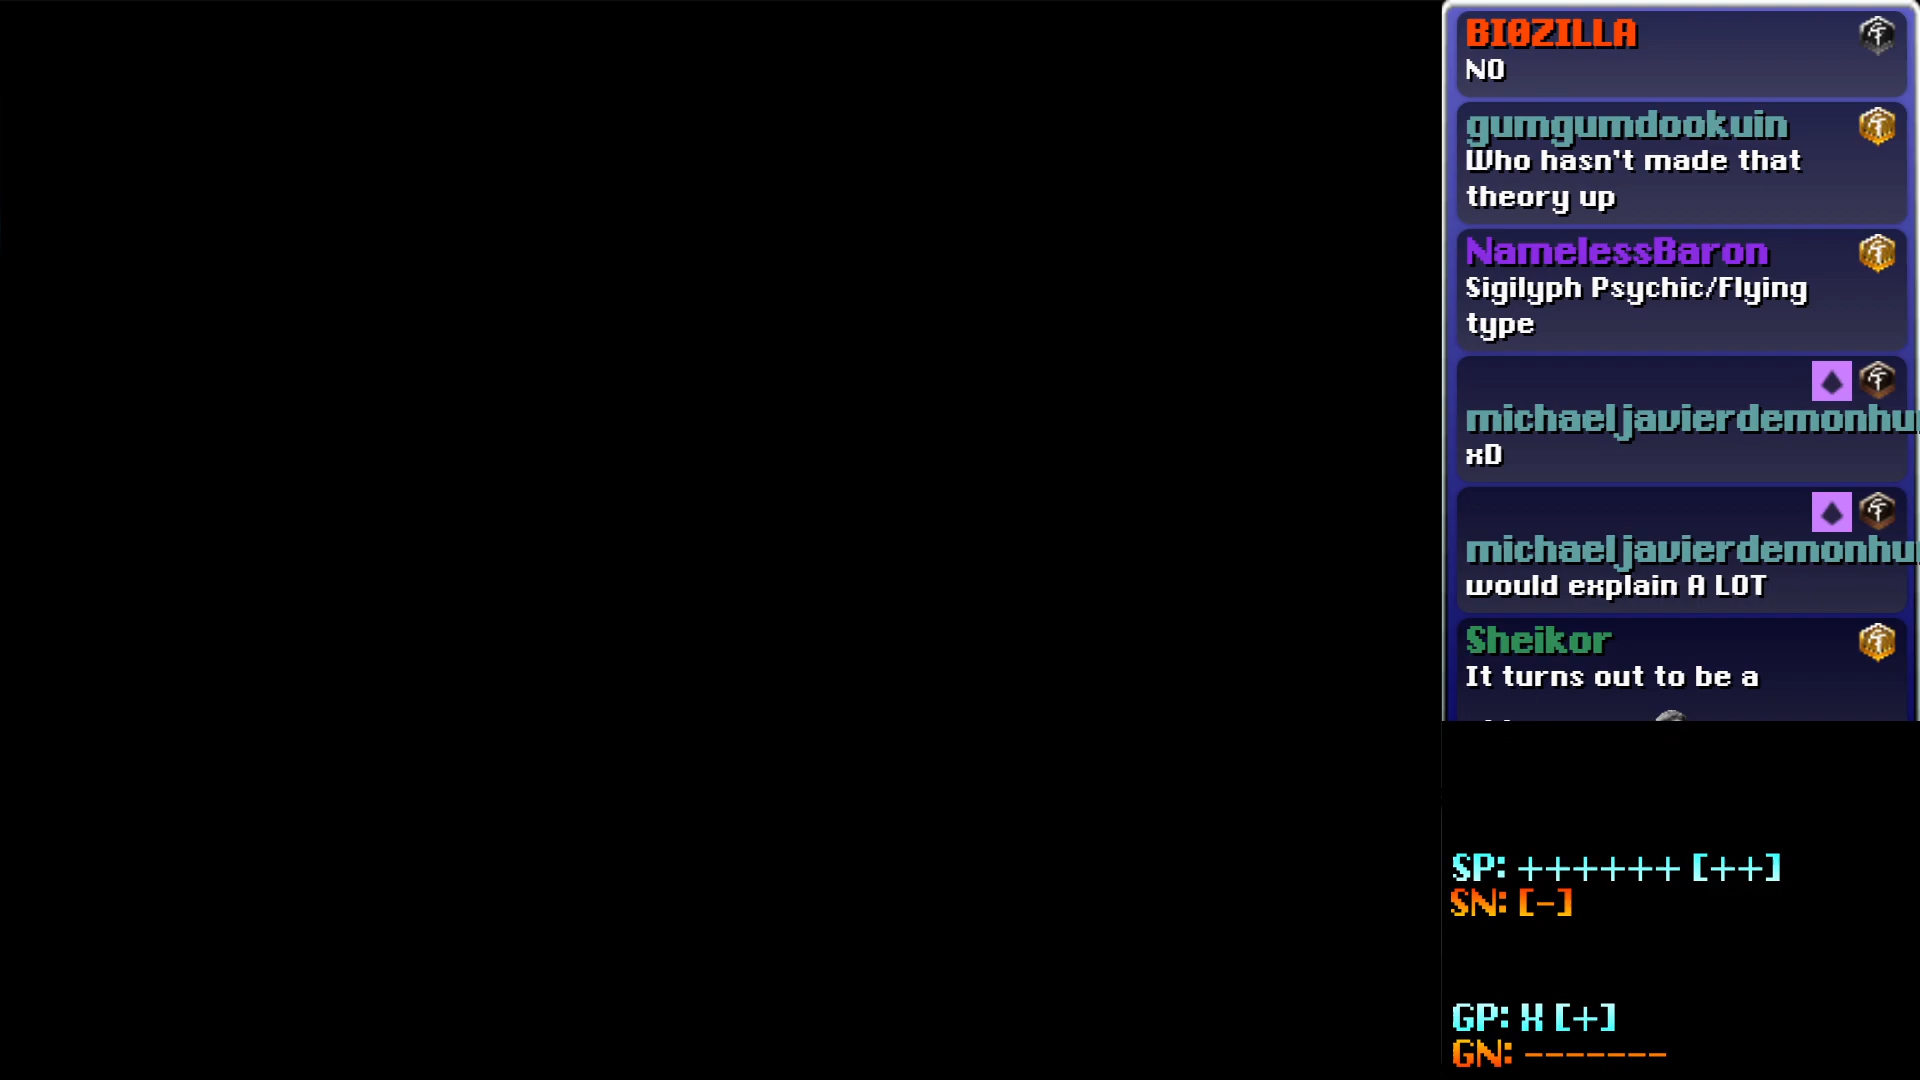 BIØZILLA
NO
gumgumdookuin
Who hasn't made that
theory up
NamelessBaron
Sigilyph Psychic/Flying
type
michaeljavierdemonhu
xD
michaeljavierdemonhu
would explain A LOT
Sheikor
It turns out to be a
SP: ++++++ [++]
SN: [-]
GP: X [+]
GN: -------